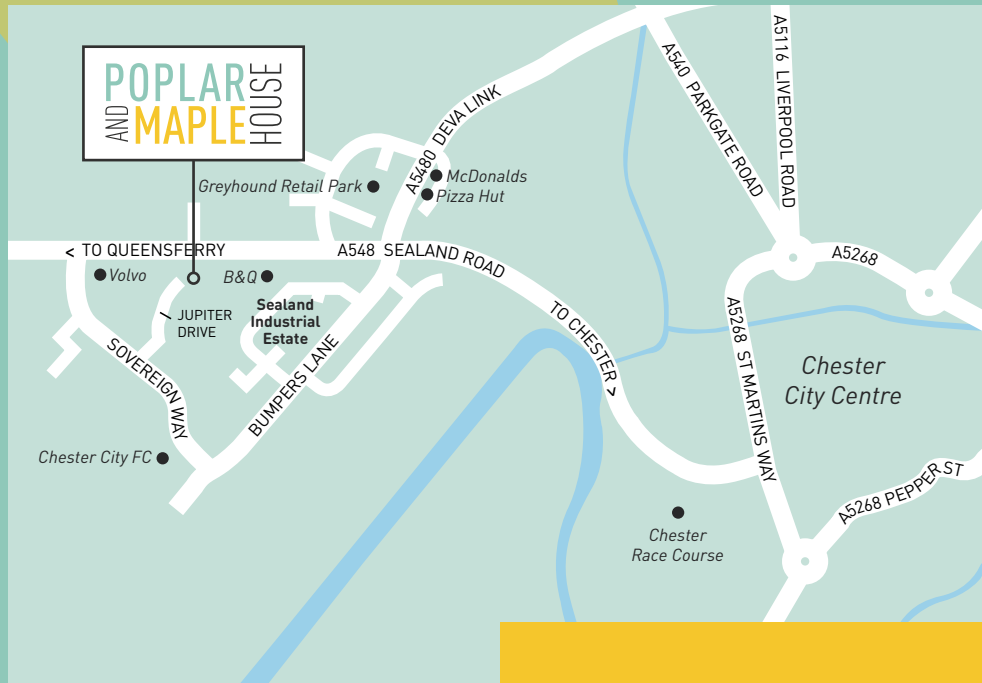 POPLAR
AND MAPLE
HOUSE
A5480 DEVA LINK
A540 PARKGATE ROAD
A5116 LIVERPOOL ROAD
Greyhound Retail Park
McDonalds
Pizza Hut
< TO QUEENSFERRY
A548 SEALAND ROAD
A5268
Volvo
B&Q
Sealand
Industrial
Estate
JUPITER
DRIVE
TO CHESTER >
A5268 ST MARTINS WAY
SOVEREIGN WAY
BUMPERS LANE
Chester
City Centre
Chester City FC
A5268 PEPPER ST
Chester
Race Course